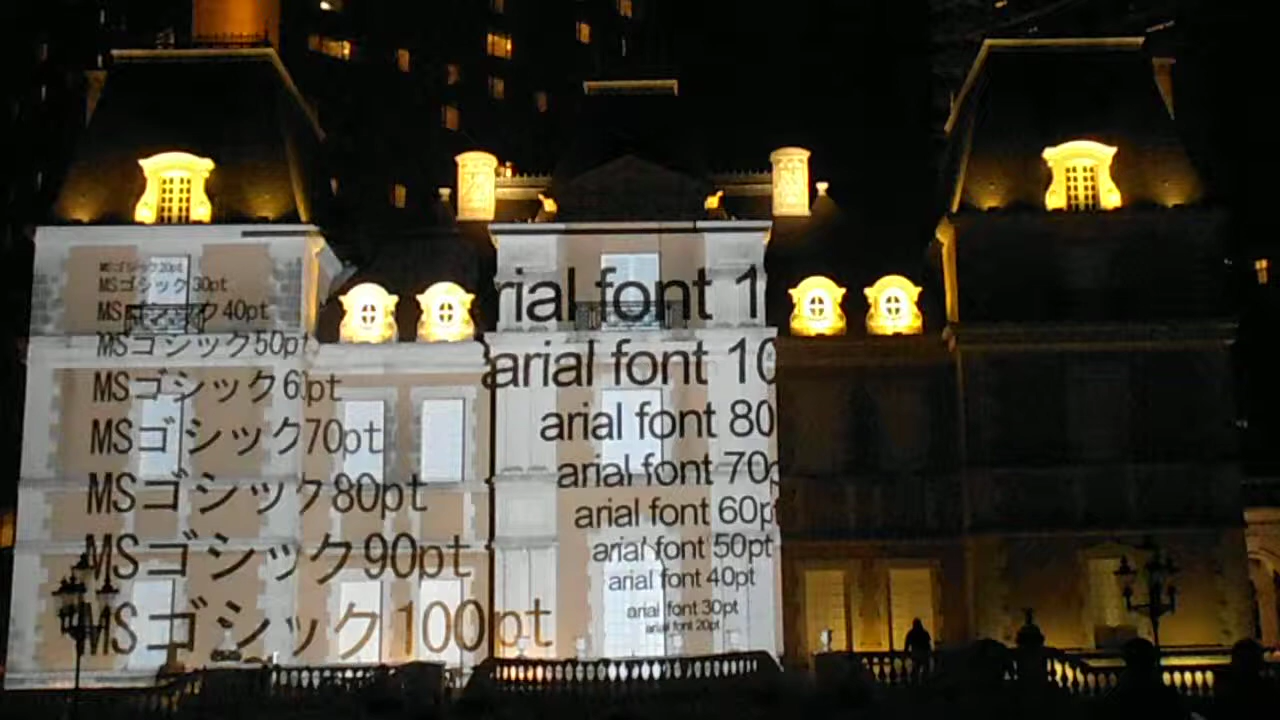 MSゴシック20pt
MSゴシック30pt
MSゴシック40pt
MSゴシック50pt
MSゴシック60pt
MSゴシック70pt
MSゴシック80pt
MSゴシック90pt
MSゴシック100pt
rial font 1
arial font 10
arial font 80
arial font 70p
arial font 60p
arial font 50pt
arial font 40pt
arial font 30pt
arial font 20pt